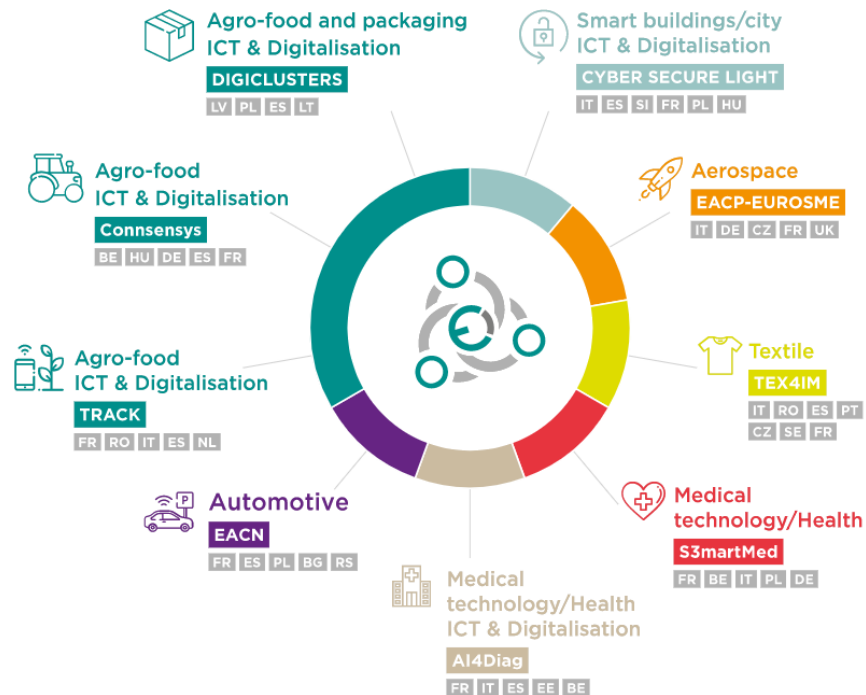 Agro-food and packaging
ICT & Digitalisation
DIGICLUSTERS
LV PL ES LT
Smart buildings/city
ICT & Digitalisation
CYBER SECURE LIGHT
IT ES SI FR PL HU
Agro-food
ICT & Digitalisation
Connsensys
BE HU DE ES FR
Aerospace
EACP-EUROSME
IT DE CZ FR UK
Agro-food
ICT & Digitalisation
TRACK
FR RO IT ES NL
Textile
TEX4IM
IT RO ES PT
CZ SE FR
P
Automotive
EACN
FR ES PL BG RS
Medical
technology/Health
S3martMed
FR BE IT PL DE
Medical
technology/Health
ICT & Digitalisation
AI4Diag
FR IT ES EE BE